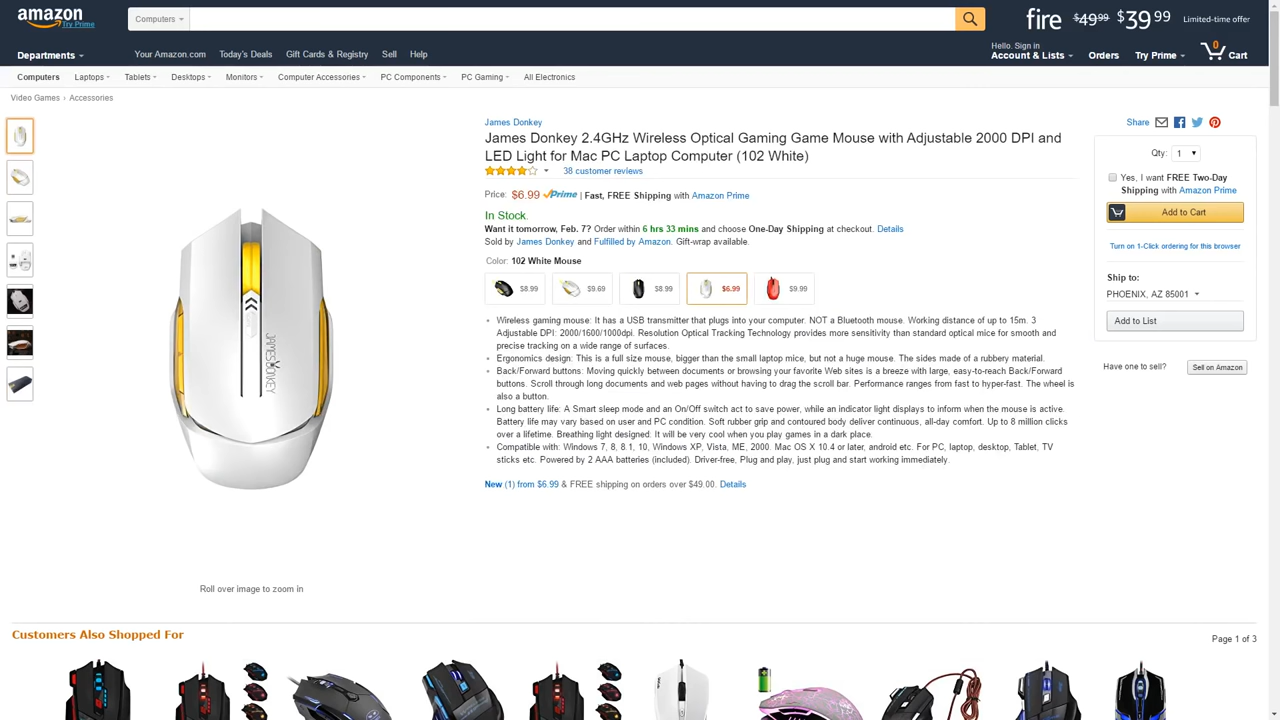 amazon
Try Prime
Computers
fire $49.99 $39.99 Limited-time offer
Departments
Your Amazon.com Today's Deals Gift Cards & Registry Sell Help
Hello. Sign in
Account & Lists Orders Try Prime 0 Cart
Computers Laptops Tablets Desktops Monitors Computer Accessories PC Components PC Gaming All Electronics
Video Games › Accessories
James Donkey
James Donkey 2.4GHz Wireless Optical Gaming Game Mouse with Adjustable 2000 DPI and
LED Light for Mac PC Laptop Computer (102 White)
38 customer reviews
Price: $6.99 Prime | Fast, FREE Shipping with Amazon Prime
In Stock.
Want it tomorrow, Feb. 7? Order within 6 hrs 33 mins and choose One-Day Shipping at checkout. Details
Sold by James Donkey and Fulfilled by Amazon. Gift-wrap available.
Color: 102 White Mouse
$8.99 $9.69 $8.99 $6.99 $9.99
• Wireless gaming mouse: It has a USB transmitter that plugs into your computer. NOT a Bluetooth mouse. Working distance of up to 15m. 3
Adjustable DPI: 2000/1600/1000dpi. Resolution Optical Tracking Technology provides more sensitivity than standard optical mice for smooth and
precise tracking on a wide range of surfaces.
• Ergonomics design: This is a full size mouse, bigger than the small laptop mice, but not a huge mouse. The sides made of a rubbery material.
• Back/Forward buttons: Moving quickly between documents or browsing your favorite Web sites is a breeze with large, easy-to-reach Back/Forward
buttons. Scroll through long documents and web pages without having to drag the scroll bar. Performance ranges from fast to hyper-fast. The wheel
is also a button.
• Long battery life: A Smart sleep mode and an On/Off switch act to save power, while an indicator light displays to inform when the mouse is active.
Battery life may vary based on user and PC condition. Soft rubber grip and contoured body deliver continuous, all-day comfort. Up to 8 million clicks
over a lifetime. Breathing light designed. It will be very cool when you play games in a dark place.
• Compatible with: Windows 7, 8, 8.1, 10, Windows XP, Vista, ME, 2000. Mac OS X 10.4 or later, android etc. For PC, laptop, desktop, Tablet, TV
sticks etc. Powered by 2 AAA batteries (included). Driver-free, Plug and play, just plug and start working immediately.
New (1) from $6.99 & FREE shipping on orders over $49.00. Details
Share
Qty: 1
Yes, I want FREE Two-Day
Shipping with Amazon Prime
Add to Cart
Turn on 1-Click ordering for this browser
Ship to:
PHOENIX, AZ 85001
Add to List
Have one to sell? Sell on Amazon
JAMES DONKEY
Roll over image to zoom in
Customers Also Shopped For
Page 1 of 3